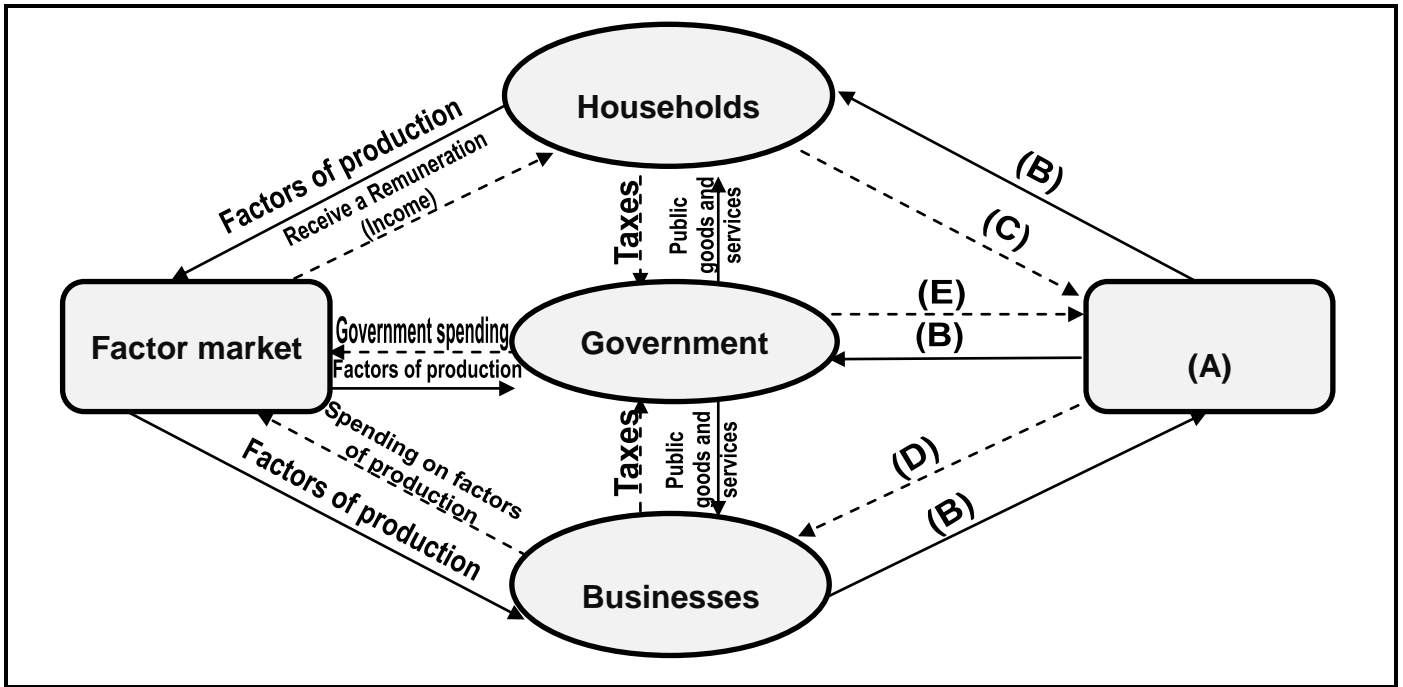 Households
Factors of production
Receive a Remuneration
(Income)
(B)
(C)
Taxes
Public
goods and
services
Factor market
Government spending
Factors of production
Government
(E)
(B)
(A)
Spending on factors
of production
Factors of production
Taxes
Public
goods and
services
(D)
(B)
Businesses